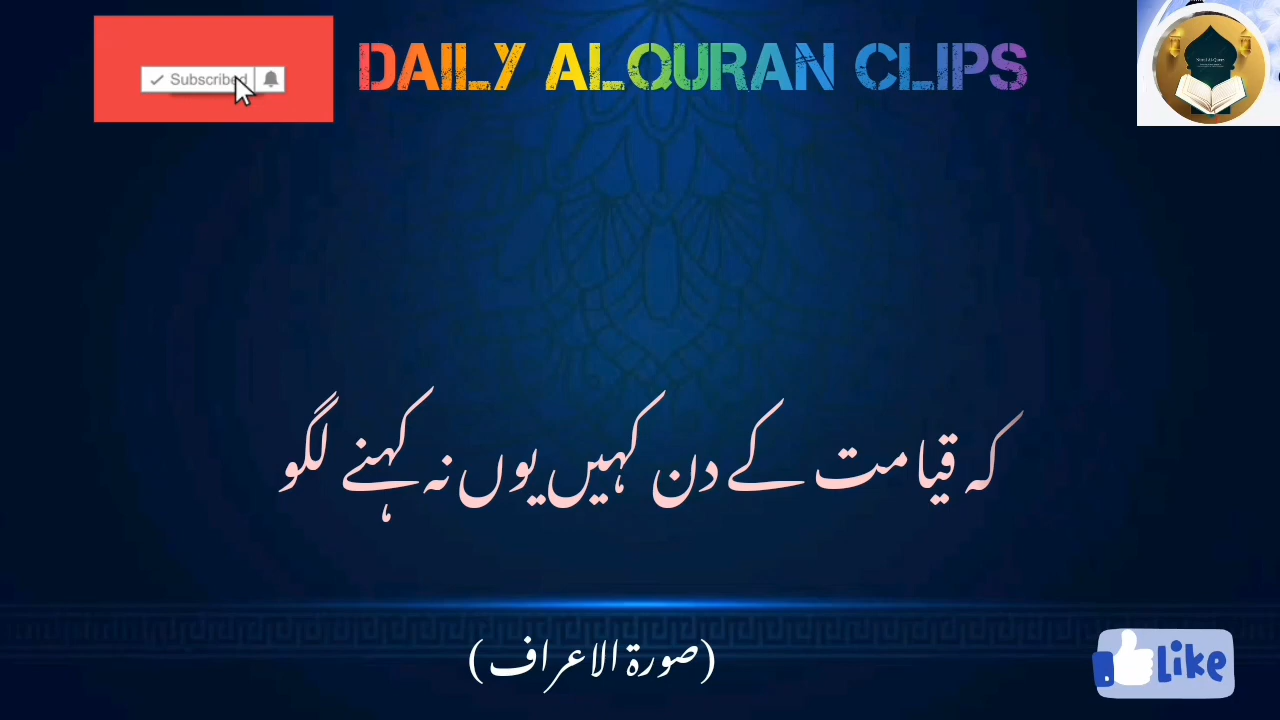 Subscribed
DAILY ALQURAN CLIPS
کہ قیامت کے دن کہیں یوں نہ کہنے لگو
(صورۃ الاعراف)
Like